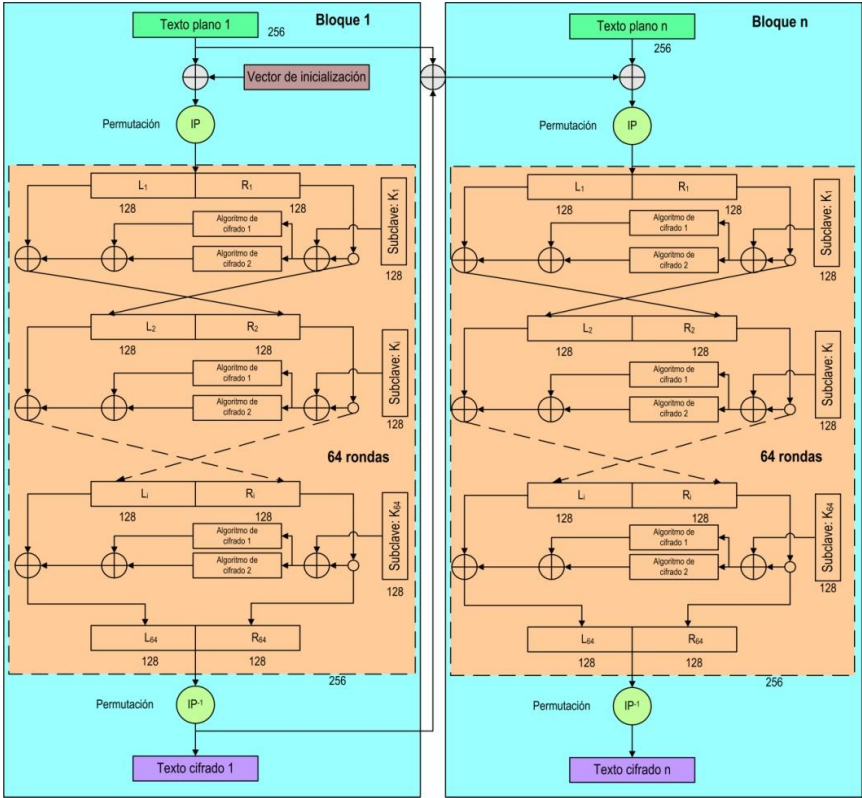 Texto plano 1
256
Bloque 1
Vector de inicialización
Permutación
IP
L1
R1
128
128
Subclave: K1
Algoritmo de
cifrado 1
Algoritmo de
cifrado 2
128
L2
R2
128
128
Subclave: Ki
Algoritmo de
cifrado 1
Algoritmo de
cifrado 2
128
64 rondas
Li
Ri
128
128
Subclave: K64
Algoritmo de
cifrado 1
Algoritmo de
cifrado 2
128
L64
R64
128
128
256
Permutación
IP-1
Texto cifrado 1
Texto plano n
256
Bloque n
Permutación
IP
L1
R1
128
128
Subclave: K1
Algoritmo de
cifrado 1
Algoritmo de
cifrado 2
128
L2
R2
128
128
Subclave: Ki
Algoritmo de
cifrado 1
Algoritmo de
cifrado 2
128
64 rondas
Li
Ri
128
128
Subclave: K64
Algoritmo de
cifrado 1
Algoritmo de
cifrado 2
128
L64
R64
128
128
256
Permutación
IP-1
Texto cifrado n